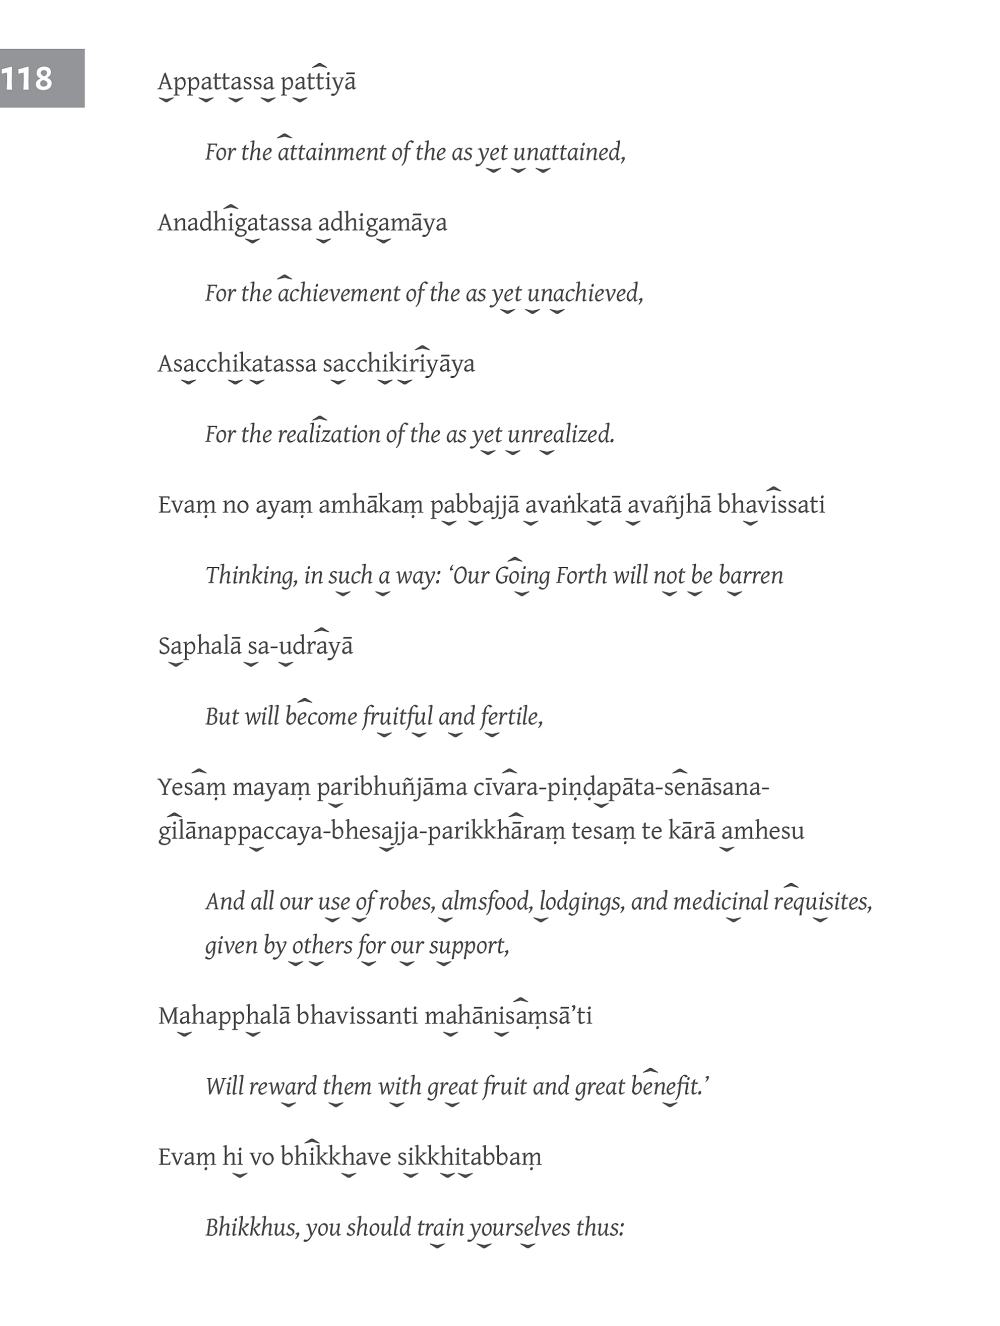 118
Appattassa pattiyā
For the attainment of the as yet unattained,
Anadhigatassa adhigamāya
For the achievement of the as yet unachieved,
Asacchikatassa sacchikiriyāya
For the realization of the as yet unrealized.
Evaṃ no ayaṃ amhākaṃ pabbajjā avaṅkatā avañjhā bhavissati
Thinking, in such a way: ‘Our Going Forth will not be barren
Saphalā sa-udrayā
But will become fruitful and fertile,
Yesaṃ mayaṃ paribhuñjāma cīvara-piṇḍapāta-senāsana-
gilānappaccaya-bhesajja-parikkhāraṃ tesaṃ te kārā amhesu
And all our use of robes, almsfood, lodgings, and medicinal requisites,
given by others for our support,
Mahapphalā bhavissanti mahānisaṃsā’ti
Will reward them with great fruit and great benefit.’
Evaṃ hi vo bhikkhave sikkhitabbaṃ
Bhikkhus, you should train yourselves thus: